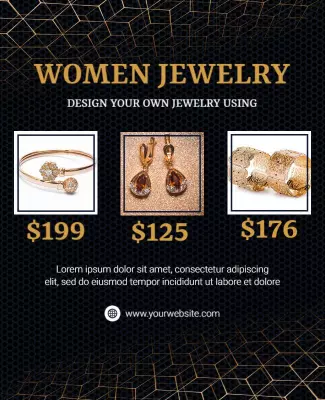 WOMEN JEWELRY
DESIGN YOUR OWN JEWELRY USING
$199 $125 $176
Lorem ipsum dolor sit amet, consectetur adipiscing
elit, sed do eiusmod tempor incididunt ut labore et dolore
www.yourwebsite.com